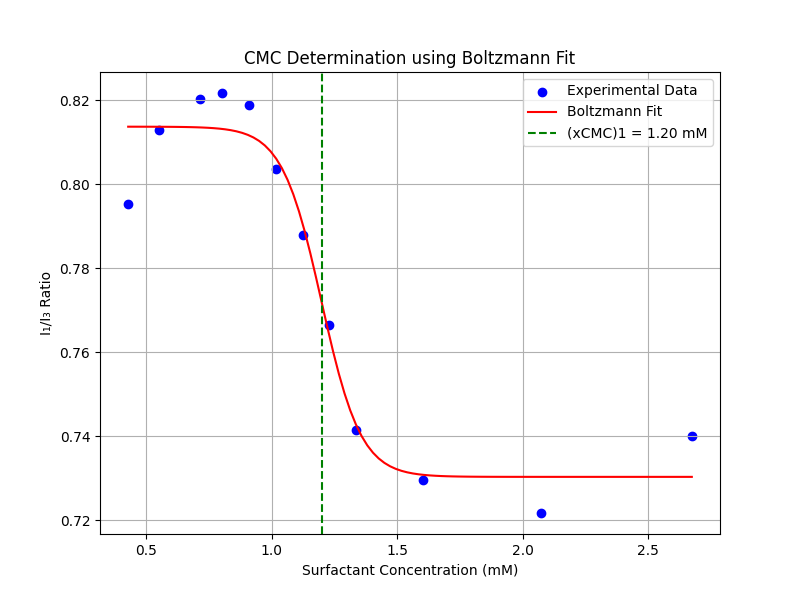 CMC Determination using Boltzmann Fit
Experimental Data
Boltzmann Fit
(xCMC)1 = 1.20 mM
I₁/I₃ Ratio
0.82
0.80
0.78
0.76
0.74
0.72
0.5
1.0
1.5
2.0
2.5
Surfactant Concentration (mM)